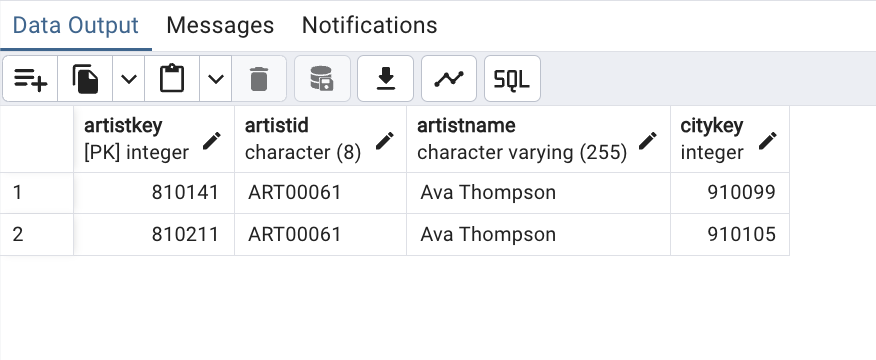 Data Output Messages Notifications
SQL
artistkey artistid artistname citykey
[PK] integer character (8) character varying (255) integer
1 810141 ART00061 Ava Thompson 910099
2 810211 ART00061 Ava Thompson 910105